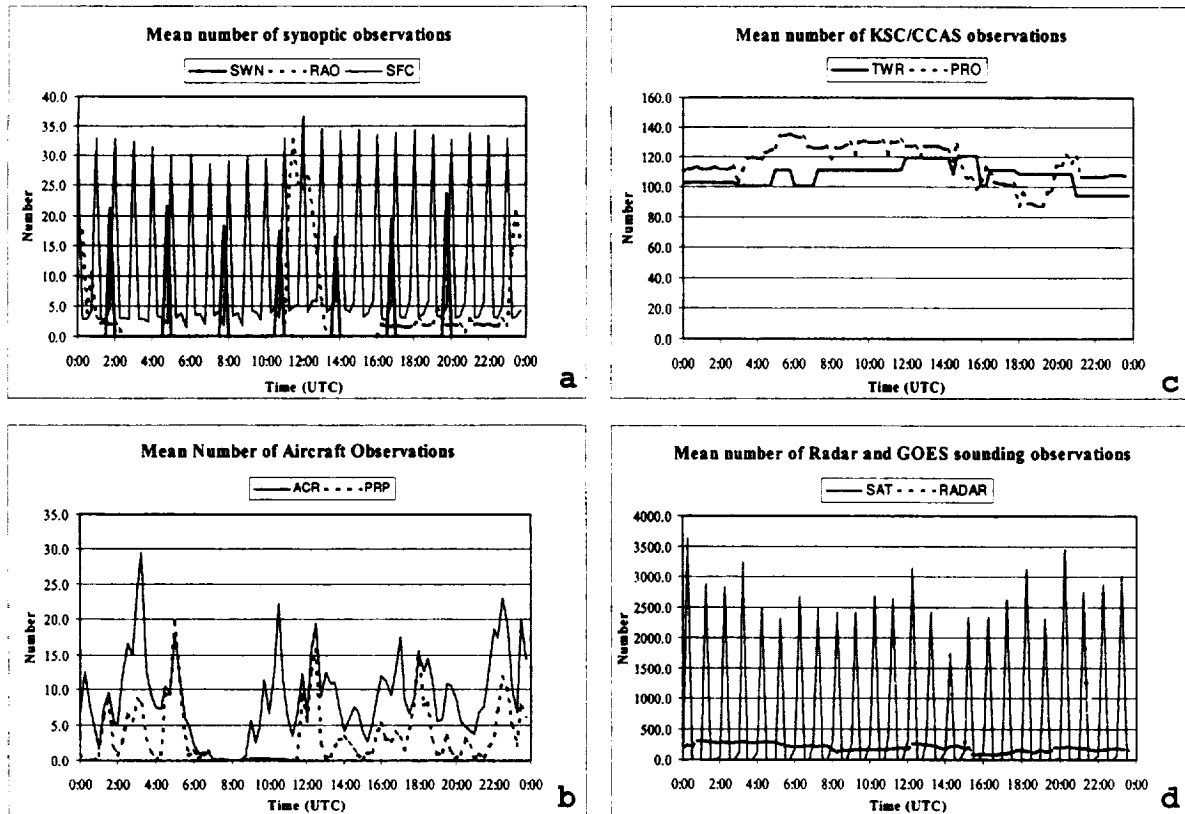 Mean number of synoptic observations
SWN RAO SFC
40.0
35.0
30.0
25.0
20.0
15.0
10.0
5.0
0.0
Number
0:00 2:00 4:00 6:00 8:00 10:00 12:00 14:00 16:00 18:00 20:00 22:00 0:00
Time (UTC)
a
Mean number of KSC/CCAS observations
TWR PRO
160.0
140.0
120.0
100.0
80.0
60.0
40.0
20.0
0.0
Number
0:00 2:00 4:00 6:00 8:00 10:00 12:00 14:00 16:00 18:00 20:00 22:00 0:00
Time (UTC)
c
Mean Number of Aircraft Observations
ACR PRP
35.0
30.0
25.0
20.0
15.0
10.0
5.0
0.0
Number
0:00 2:00 4:00 6:00 8:00 10:00 12:00 14:00 16:00 18:00 20:00 22:00 0:00
Time (UTC)
b
Mean number of Radar and GOES sounding observations
SAT RADAR
4000.0
3500.0
3000.0
2500.0
2000.0
1500.0
1000.0
500.0
0.0
Number
0:00 2:00 4:00 6:00 8:00 10:00 12:00 14:00 16:00 18:00 20:00 22:00 0:00
Time (UTC)
d